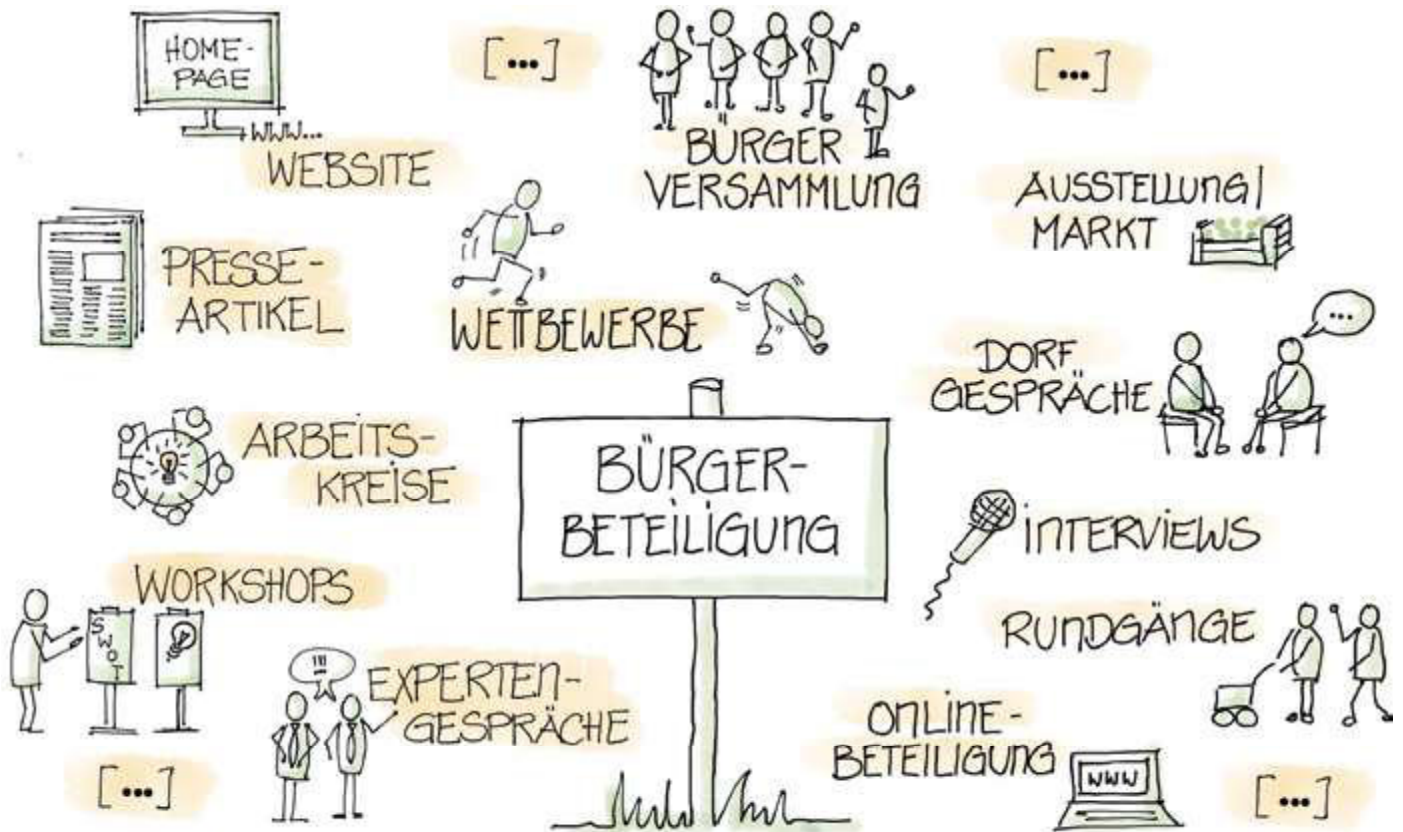 HOME-
PAGE
WWW...
WEBSITE
[...]
BÜRGER
VERSAMMLUNG
[...]
AUSSTELLUNG/
MARKT
PRESSE-
ARTIKEL
WETTBEWERBE
...
DORF
GESPRÄCHE
ARBEITS-
KREISE
BÜRGER-
BETEILIGUNG
INTERVIEWS
WORKSHOPS
SWOT
RUNDGÄNGE
!!!
EXPERTEN-
GESPRÄCHE
ONLINE-
BETEILIGUNG
WWW
[...]
[...]